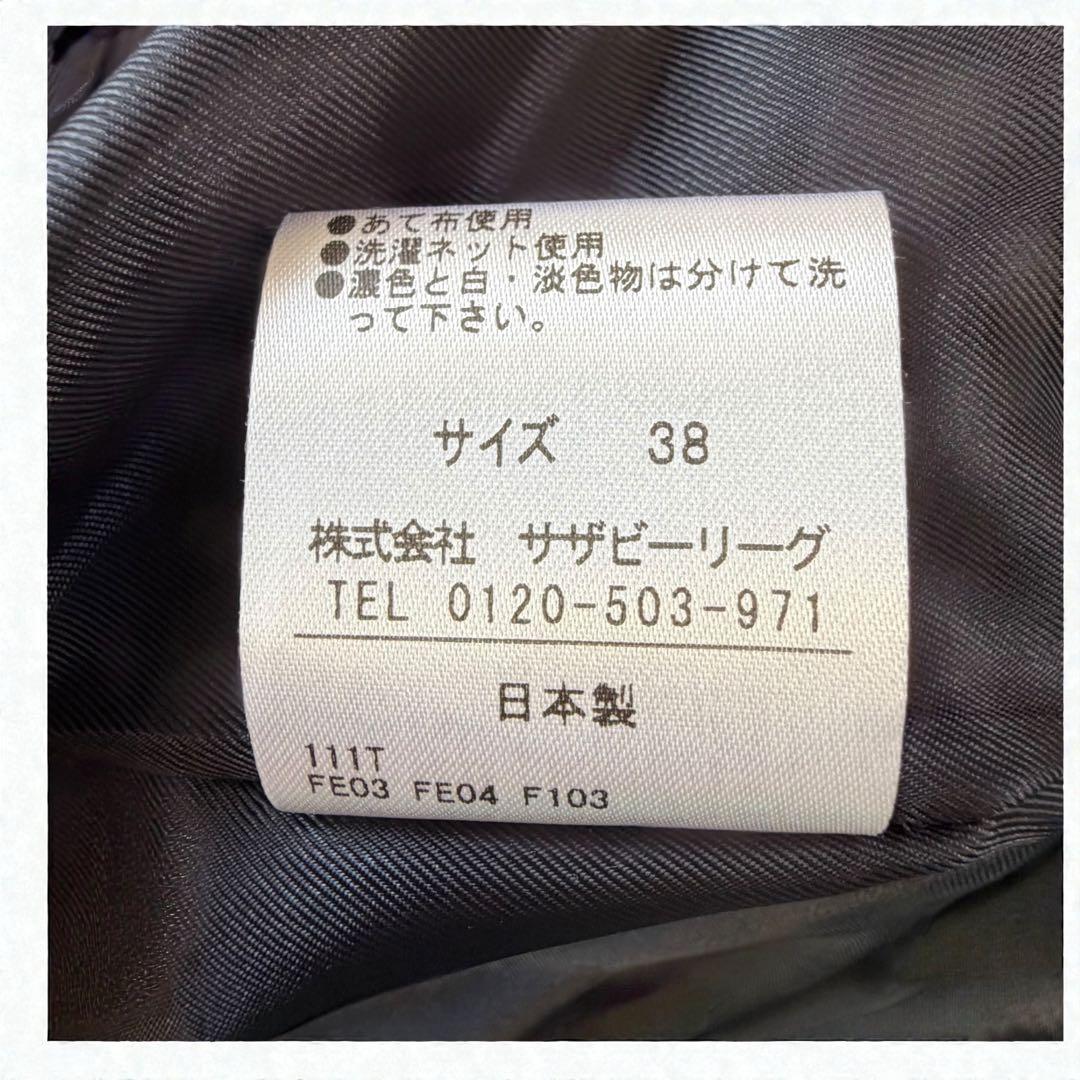 ●あて布使用
●洗濯ネット使用
●濃色と白・淡色物は分けて洗
って下さい。
サイズ 38
株式会社 サザビーリーグ
TEL 0120-503-971
日本製
111T
FE03 FE04 F103